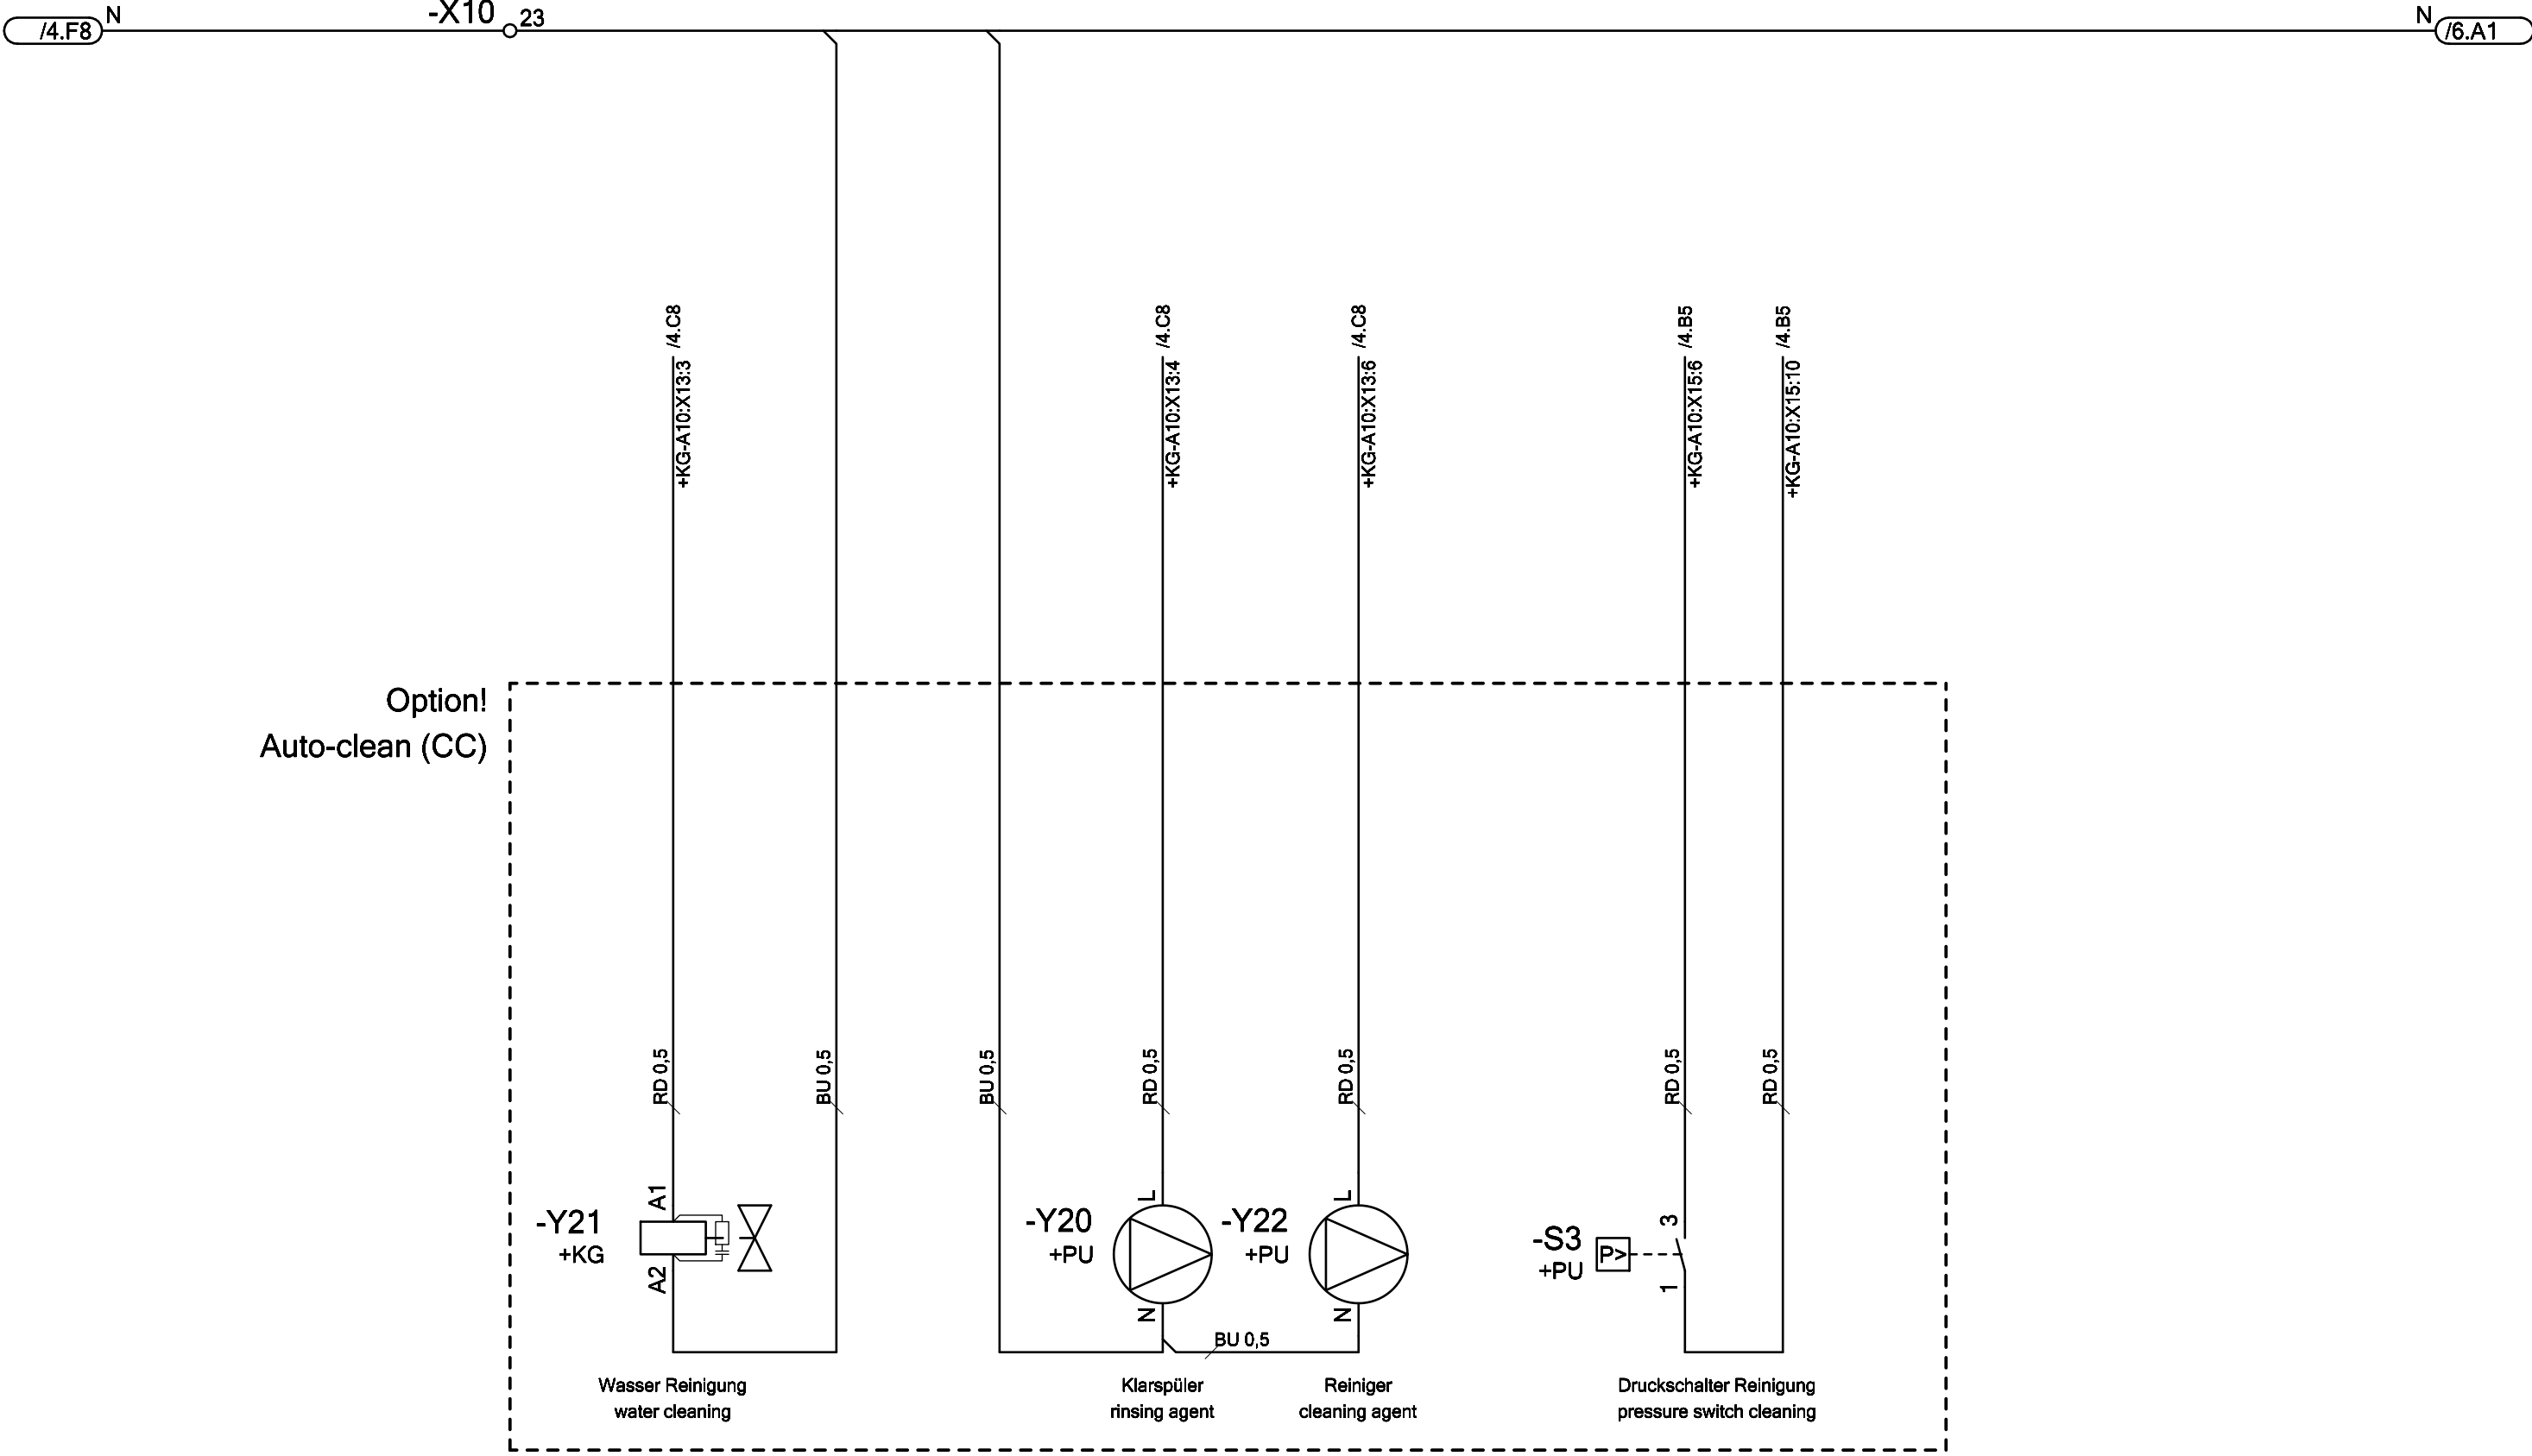 /4.F8
N
-X10
23
N
/6.A1
/4.C8
+KG-A10:X13:3
/4.C8
+KG-A10:X13:4
/4.C8
+KG-A10:X13:6
/4.B5
+KG-A10:X15:6
/4.B5
+KG-A10:X15:10
Option!
Auto-clean (CC)
RD 0,5
BU 0,5
BU 0,5
RD 0,5
RD 0,5
RD 0,5
RD 0,5
-Y21
+KG
A1
A2
-Y20
+PU
L
N
-Y22
+PU
L
N
BU 0,5
-S3
+PU
P>
3
1
Wasser Reinigung
water cleaning
Klarspüler
rinsing agent
Reiniger
cleaning agent
Druckschalter Reinigung
pressure switch cleaning